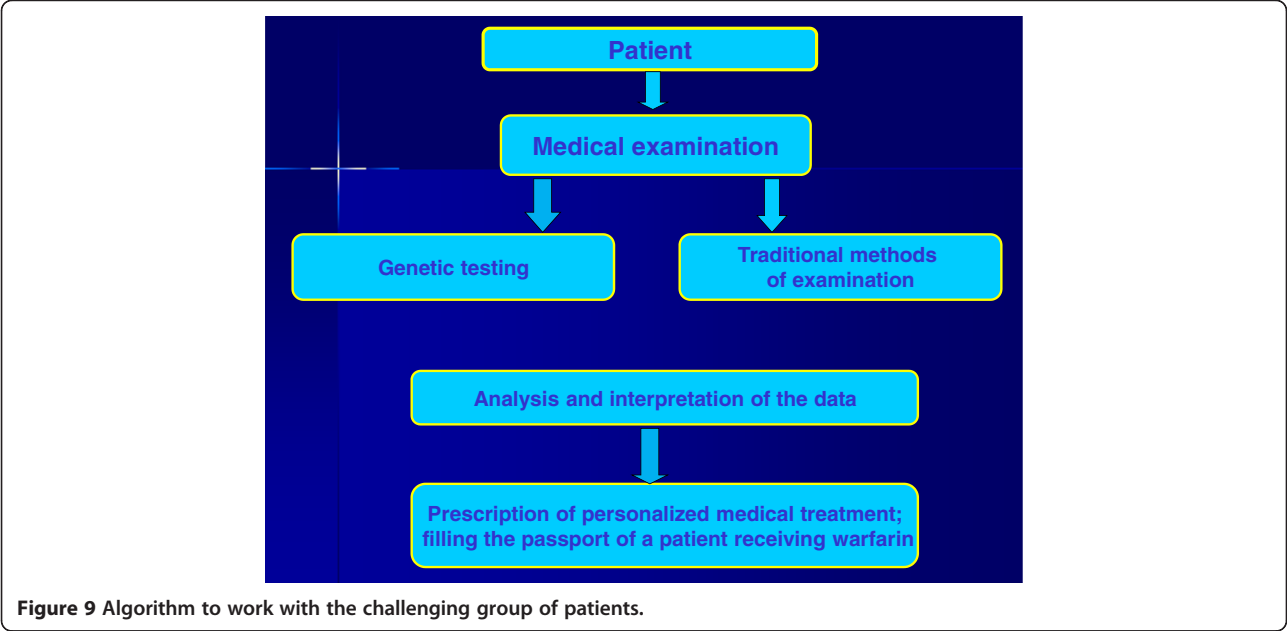 Patient
Medical examination
Genetic testing
Traditional methods
of examination
Analysis and interpretation of the data
Prescription of personalized medical treatment;
filling the passport of a patient receiving warfarin
Figure 9 Algorithm to work with the challenging group of patients.